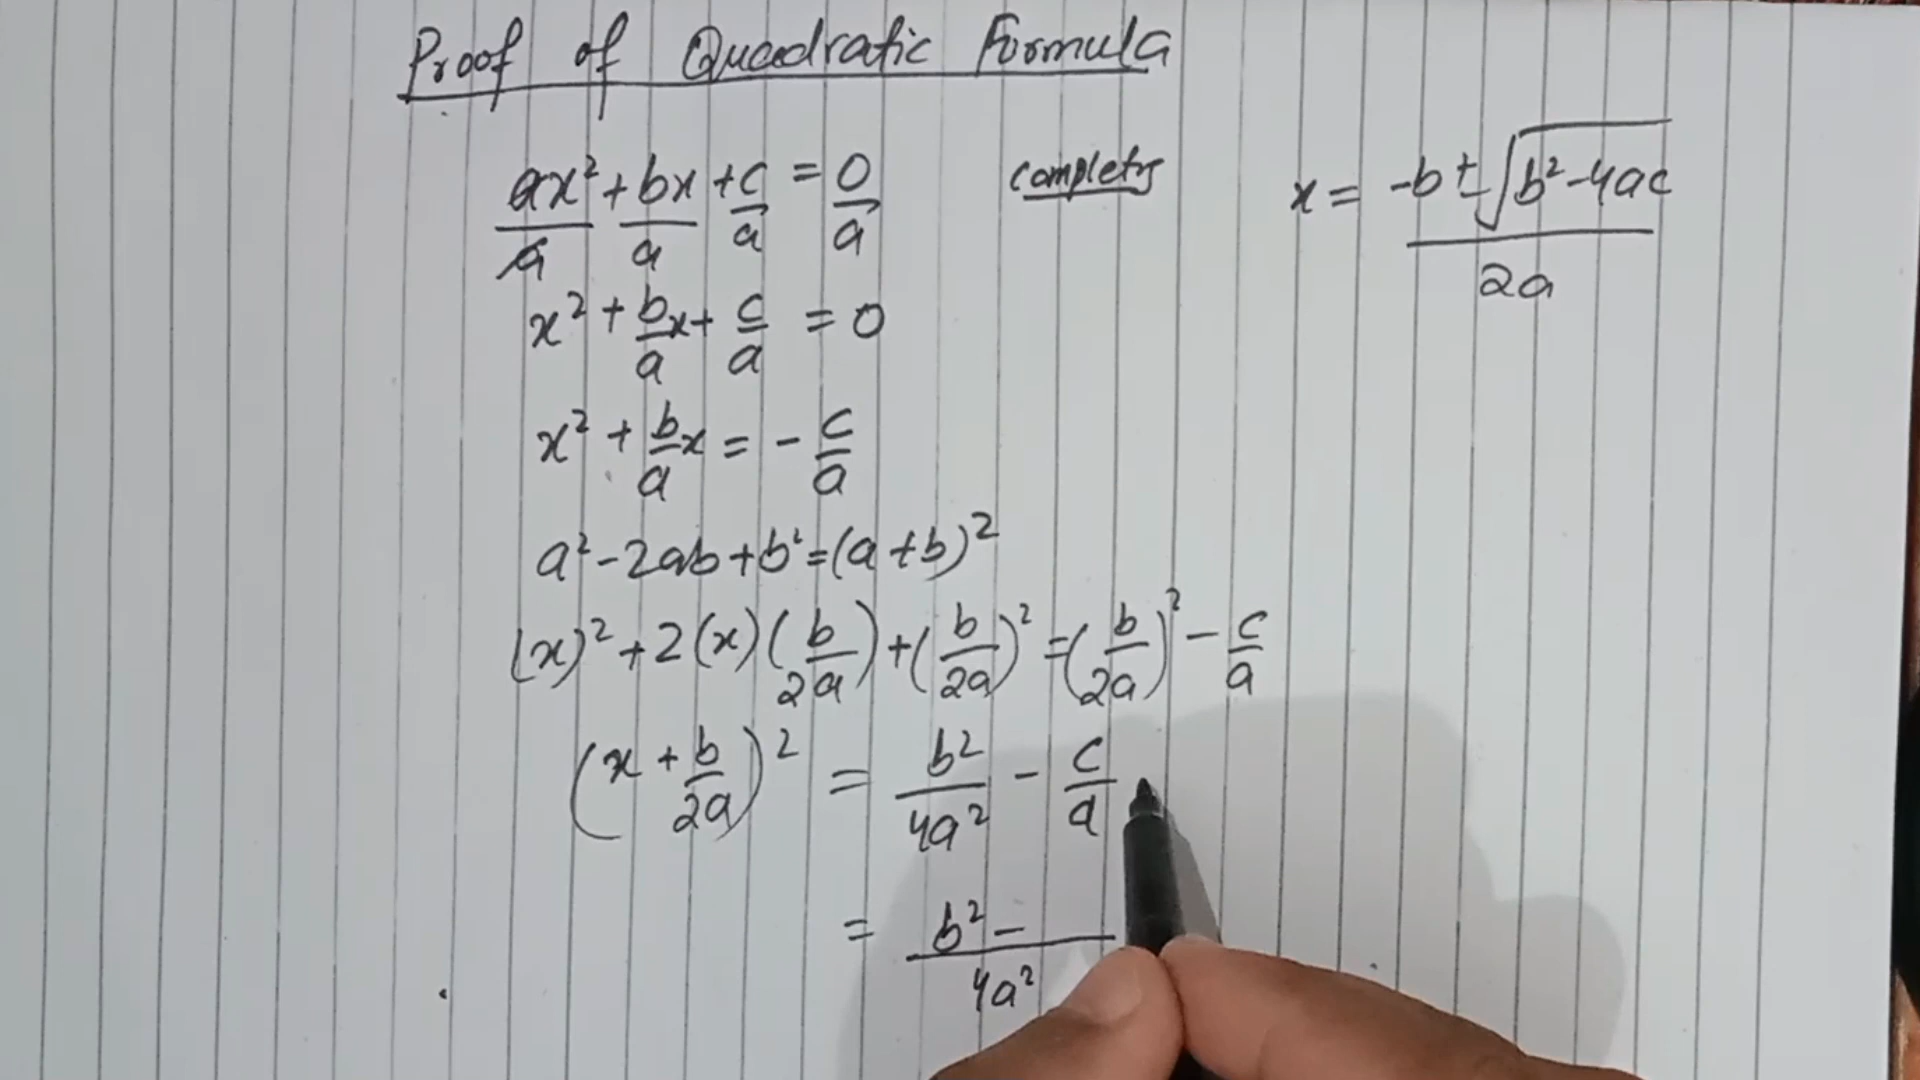 Proof of Quadratic Formula
ax²/a + bx/a + c/a = 0/a
completing
x = (-b ± √(b²-4ac))/2a
x² + b/a x + c/a = 0
x² + b/a x = - c/a
a²-2ab+b²=(a+b)²
(x)² + 2(x)(b/2a) + (b/2a)² = (b/2a)² - c/a
(x + b/2a)² = b²/4a² - c/a
= b² - /4a²